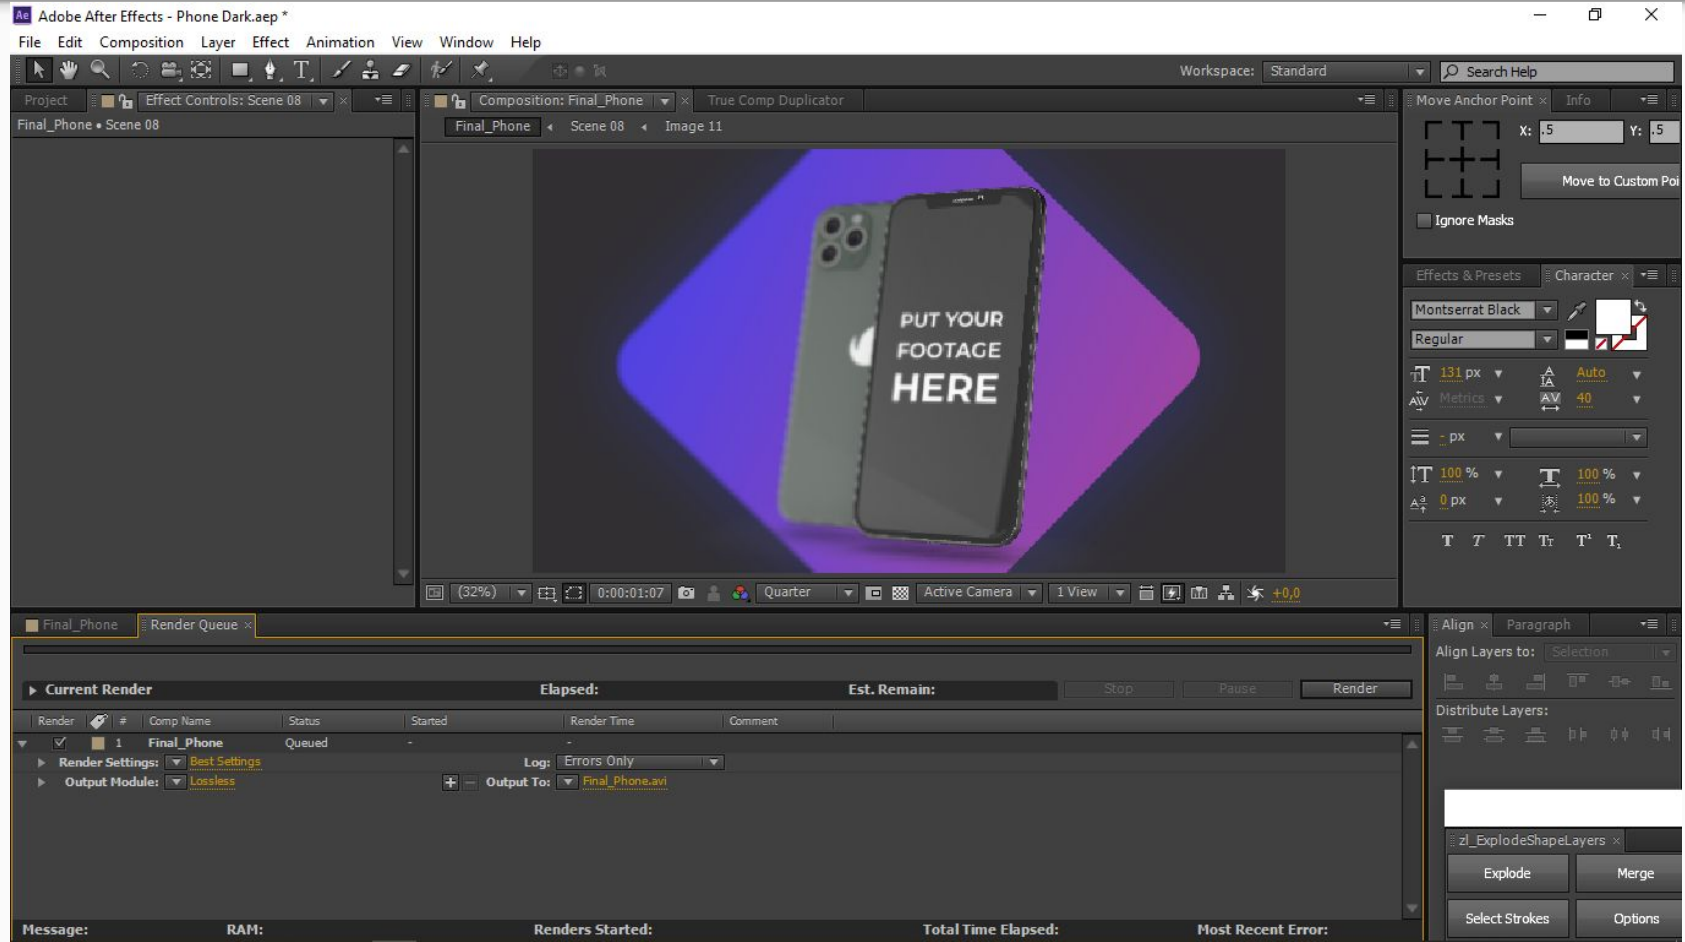 Ae Adobe After Effects - Phone Dark.aep *
File Edit Composition Layer Effect Animation View Window Help
Workspace: Standard
Search Help
Project
Effect Controls: Scene 08
Composition: Final_Phone
True Comp Duplicator
Move Anchor Point
Info
Final_Phone • Scene 08
Final_Phone Scene 08 Image 11
X: .5 Y: .5
Move to Custom Poi
Ignore Masks
PUT YOUR
FOOTAGE
HERE
Effects & Presets
Character
Montserrat Black
Regular
131 px Auto
Metrics 40
- px
100 % 100 %
0 px 100 %
T T TT Tt T¹ T₁
(32%) 0:00:01:07 Quarter Active Camera 1 View +0,0
Final_Phone
Render Queue
Align
Paragraph
Align Layers to: Selection
Current Render Elapsed: Est. Remain: Stop Pause Render
Distribute Layers:
Render # Comp Name Status Started Render Time Comment
1 Final_Phone Queued - -
Render Settings: Best Settings Log: Errors Only
Output Module: Lossless + − Output To: Final_Phone.avi
zl_ExplodeShapeLayers
Explode Merge
Select Strokes Options
Message: RAM: Renders Started: Total Time Elapsed: Most Recent Error: